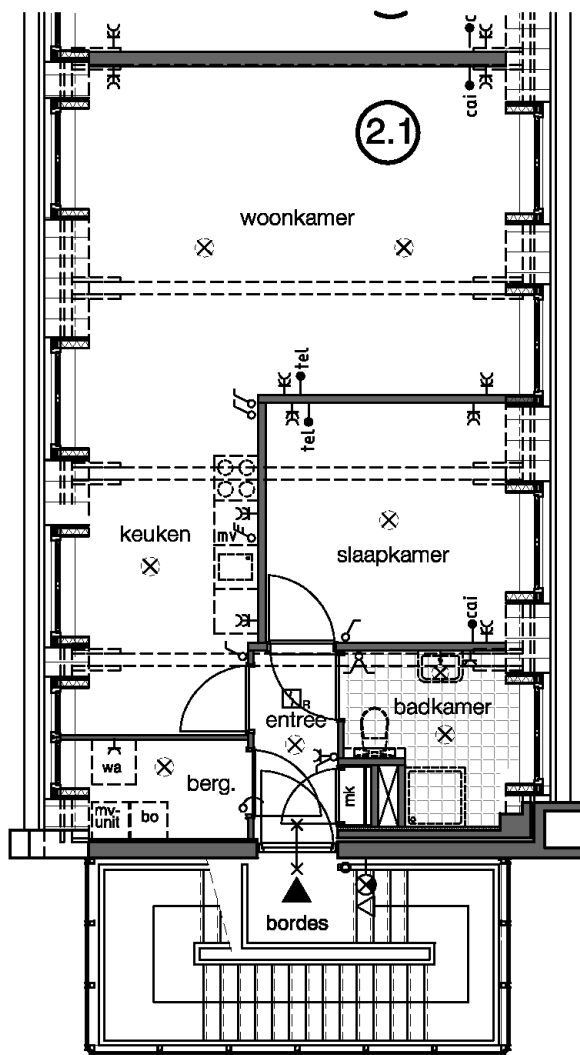 cai
2.1
woonkamer
tel
tel
keuken
mv
slaapkamer
cai
R
entree
badkamer
wa
berg.
mk
mv-
unit
bo
bordes